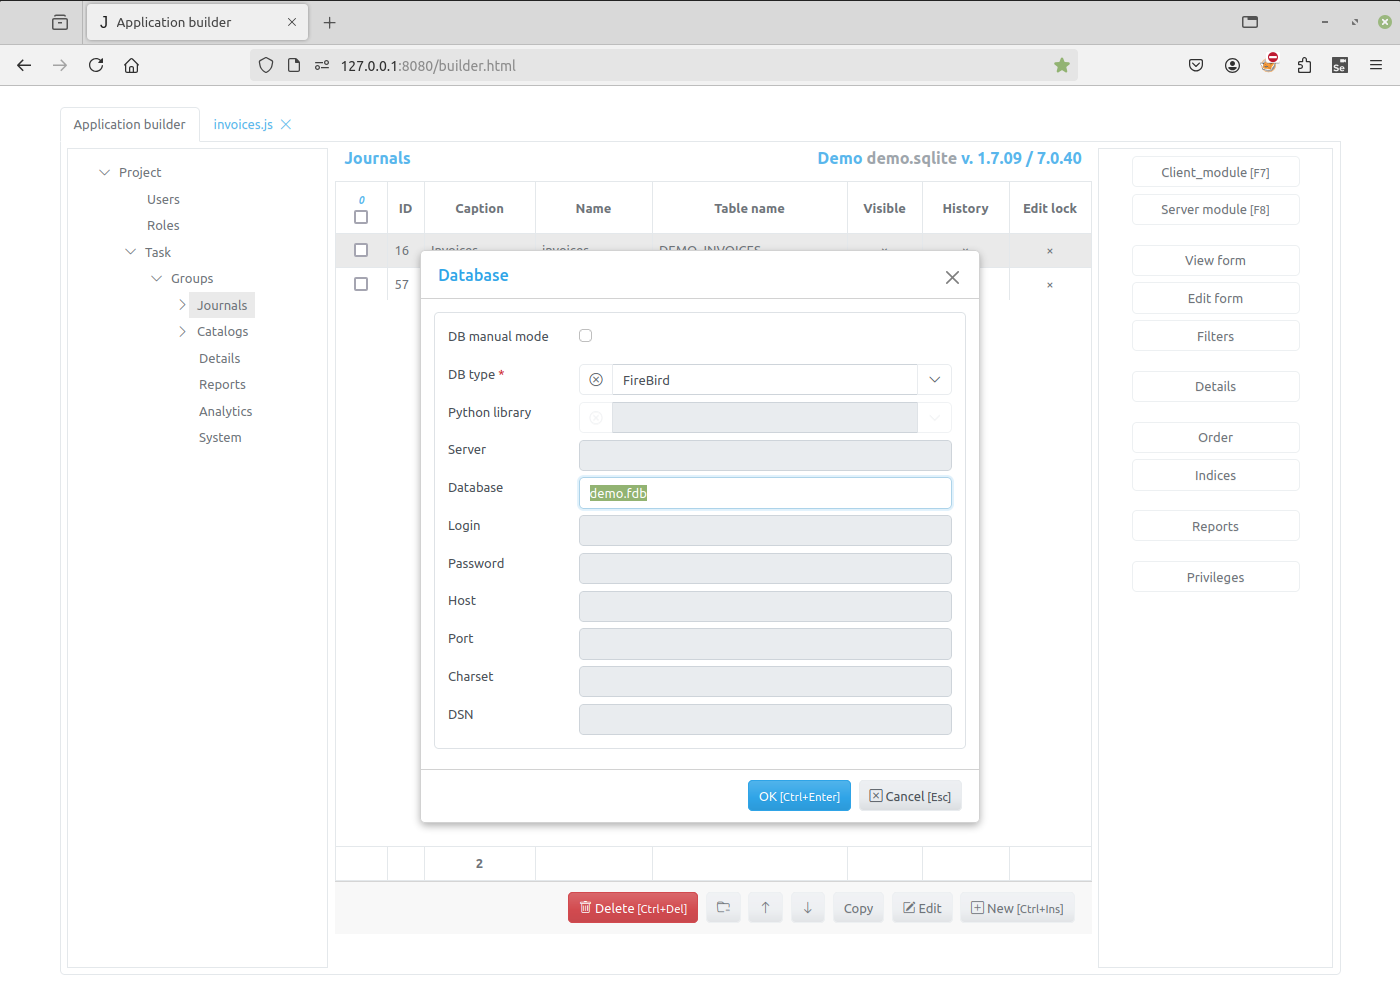 J Application builder
127.0.0.1:8080/builder.html
Application builder
invoices.js
Project
Users
Roles
Task
Groups
Journals
Catalogs
Details
Reports
Analytics
System
Journals
Demo demo.sqlite v. 1.7.09 / 7.0.40
0
ID
Caption
Name
Table name
Visible
History
Edit lock
16
Invoices
invoices
DEMO_INVOICES
×
×
×
57
×
Database
DB manual mode
DB type *
FireBird
Python library
Server
Database
demo.fdb
Login
Password
Host
Port
Charset
DSN
OK [Ctrl+Enter]
Cancel [Esc]
2
Delete [Ctrl+Del]
Copy
Edit
New [Ctrl+Ins]
Client_module [F7]
Server module [F8]
View form
Edit form
Filters
Details
Order
Indices
Reports
Privileges
Se